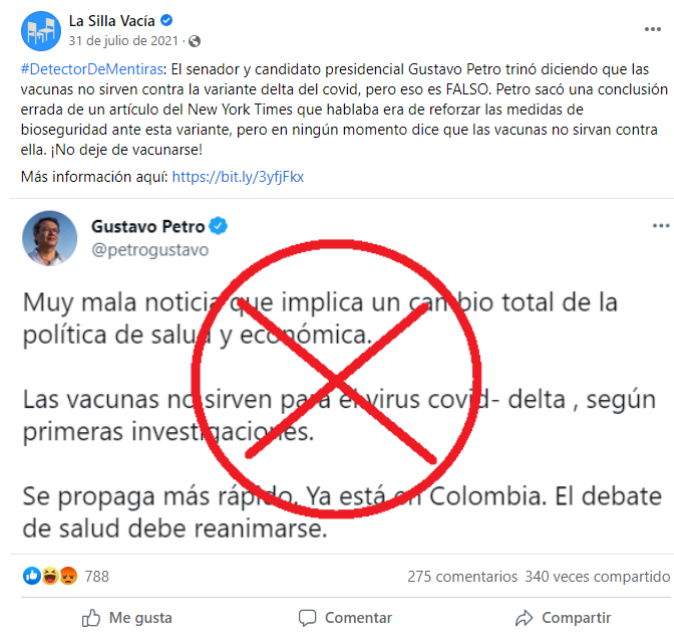 La Silla Vacía
31 de julio de 2021 ·
#DetectorDeMentiras: El senador y candidato presidencial Gustavo Petro trinó diciendo que las
vacunas no sirven contra la variante delta del covid, pero eso es FALSO. Petro sacó una conclusión
errada de un artículo del New York Times que hablaba era de reforzar las medidas de
bioseguridad ante esta variante, pero en ningún momento dice que las vacunas no sirvan contra
ella. ¡No deje de vacunarse!
Más información aquí: https://bit.ly/3yfjFkx
Gustavo Petro
@petrogustavo
Muy mala noticia que implica un cambio total de la
política de salud y económica.
Las vacunas no sirven para el virus covid- delta , según
primeras investigaciones.
Se propaga más rápido. Ya está en Colombia. El debate
de salud debe reanimarse.
788
275 comentarios 340 veces compartido
Me gusta
Comentar
Compartir